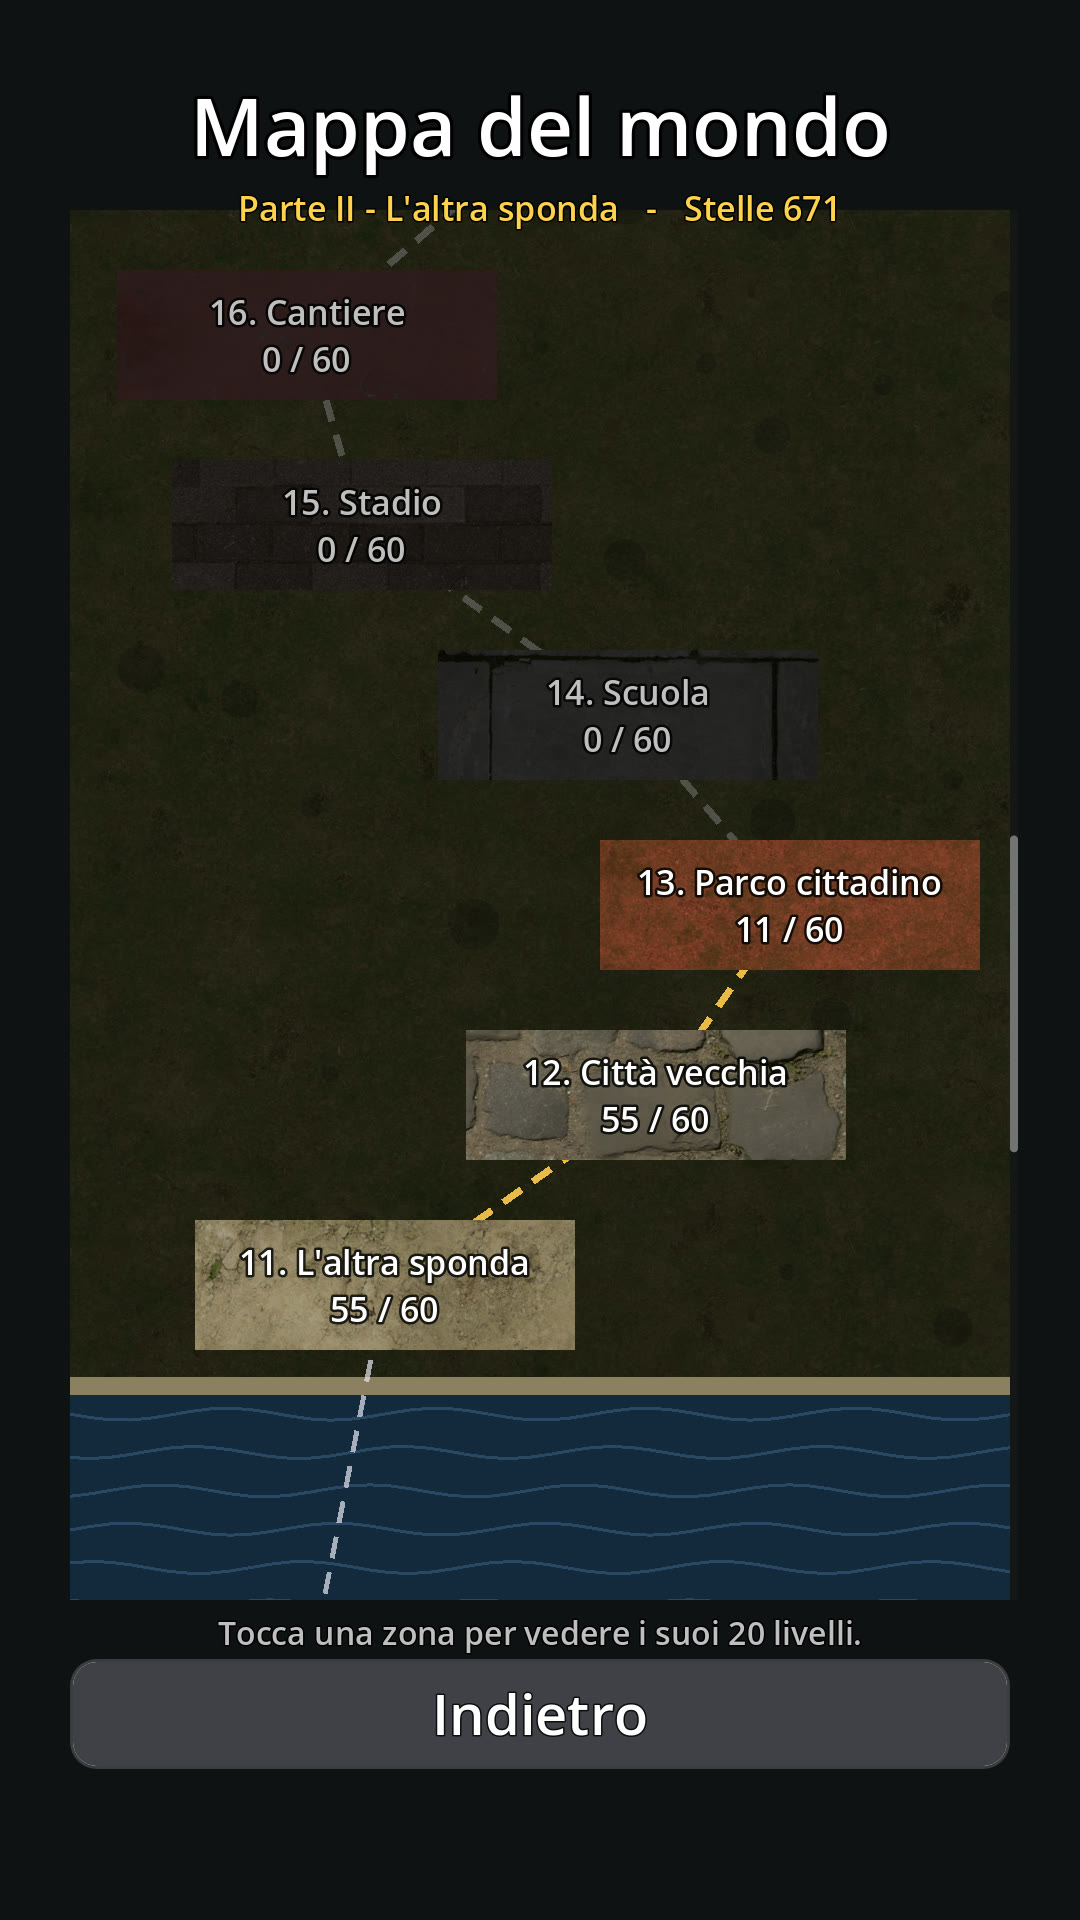 Mappa del mondo
Parte II - L'altra sponda - Stelle 671
16. Cantiere
0 / 60
15. Stadio
0 / 60
14. Scuola
0 / 60
13. Parco cittadino
11 / 60
12. Città vecchia
55 / 60
11. L'altra sponda
55 / 60
Tocca una zona per vedere i suoi 20 livelli.
Indietro